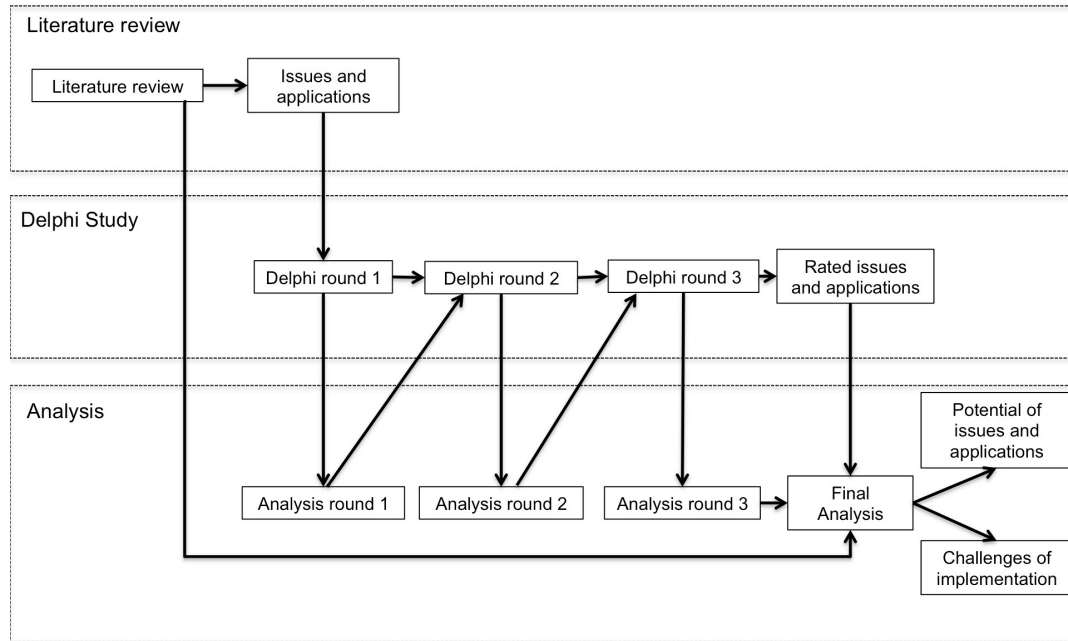 Literature review
Literature review
Issues and
applications
Delphi Study
Delphi round 1
Delphi round 2
Delphi round 3
Rated issues
and applications
Analysis
Potential of
issues and
applications
Analysis round 1
Analysis round 2
Analysis round 3
Final
Analysis
Challenges of
implementation